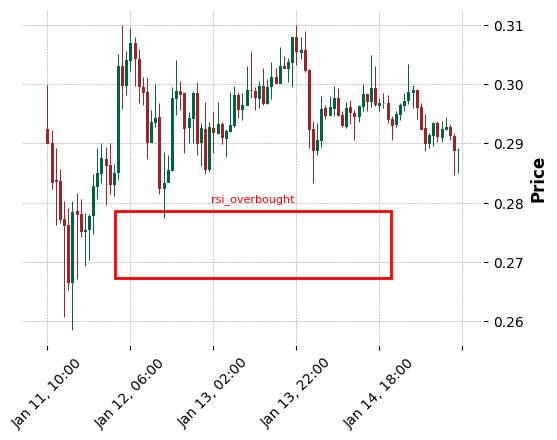 0.31
0.30
0.29
0.28
0.27
0.26
Price
rsi_overbought
Jan 11, 10:00
Jan 12, 06:00
Jan 13, 02:00
Jan 13, 22:00
Jan 14, 18:00